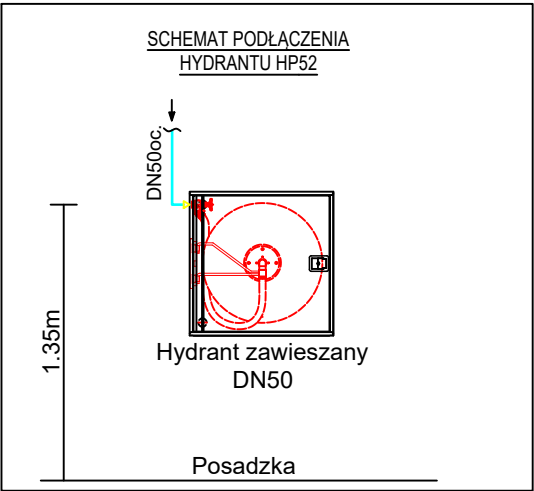 SCHEMAT PODŁĄCZENIA
HYDRANTU HP52
DN50oc.
1.35m
Hydrant zawieszany
DN50
Posadzka